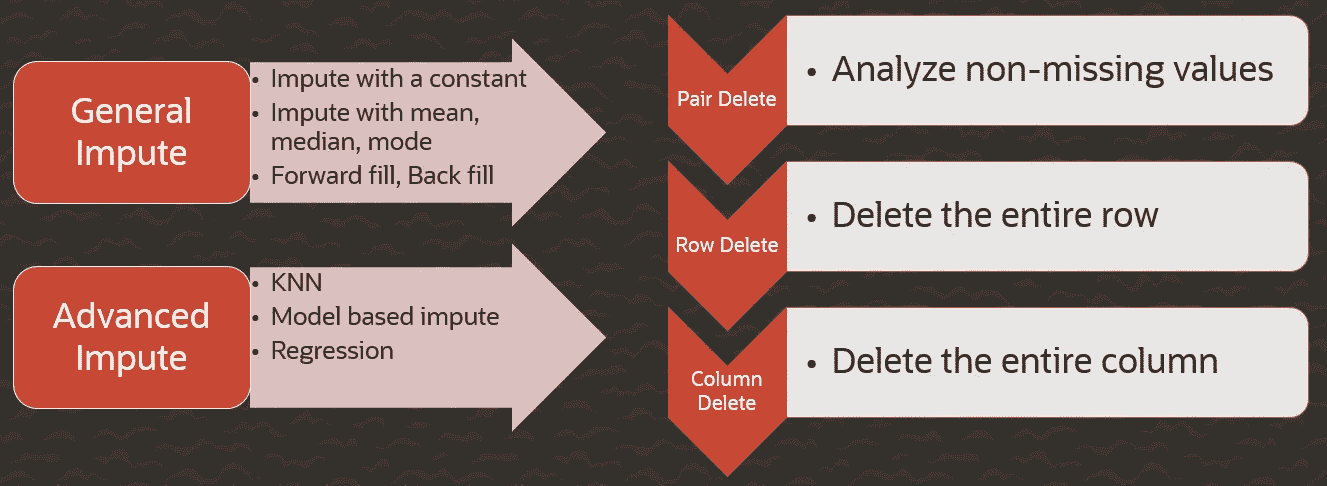 General
Impute
• Impute with a constant
• Impute with mean,
median, mode
• Forward fill, Back fill
Advanced
Impute
• KNN
• Model based impute
• Regression
Pair Delete
• Analyze non-missing values
Row Delete
• Delete the entire row
Column
Delete
• Delete the entire column